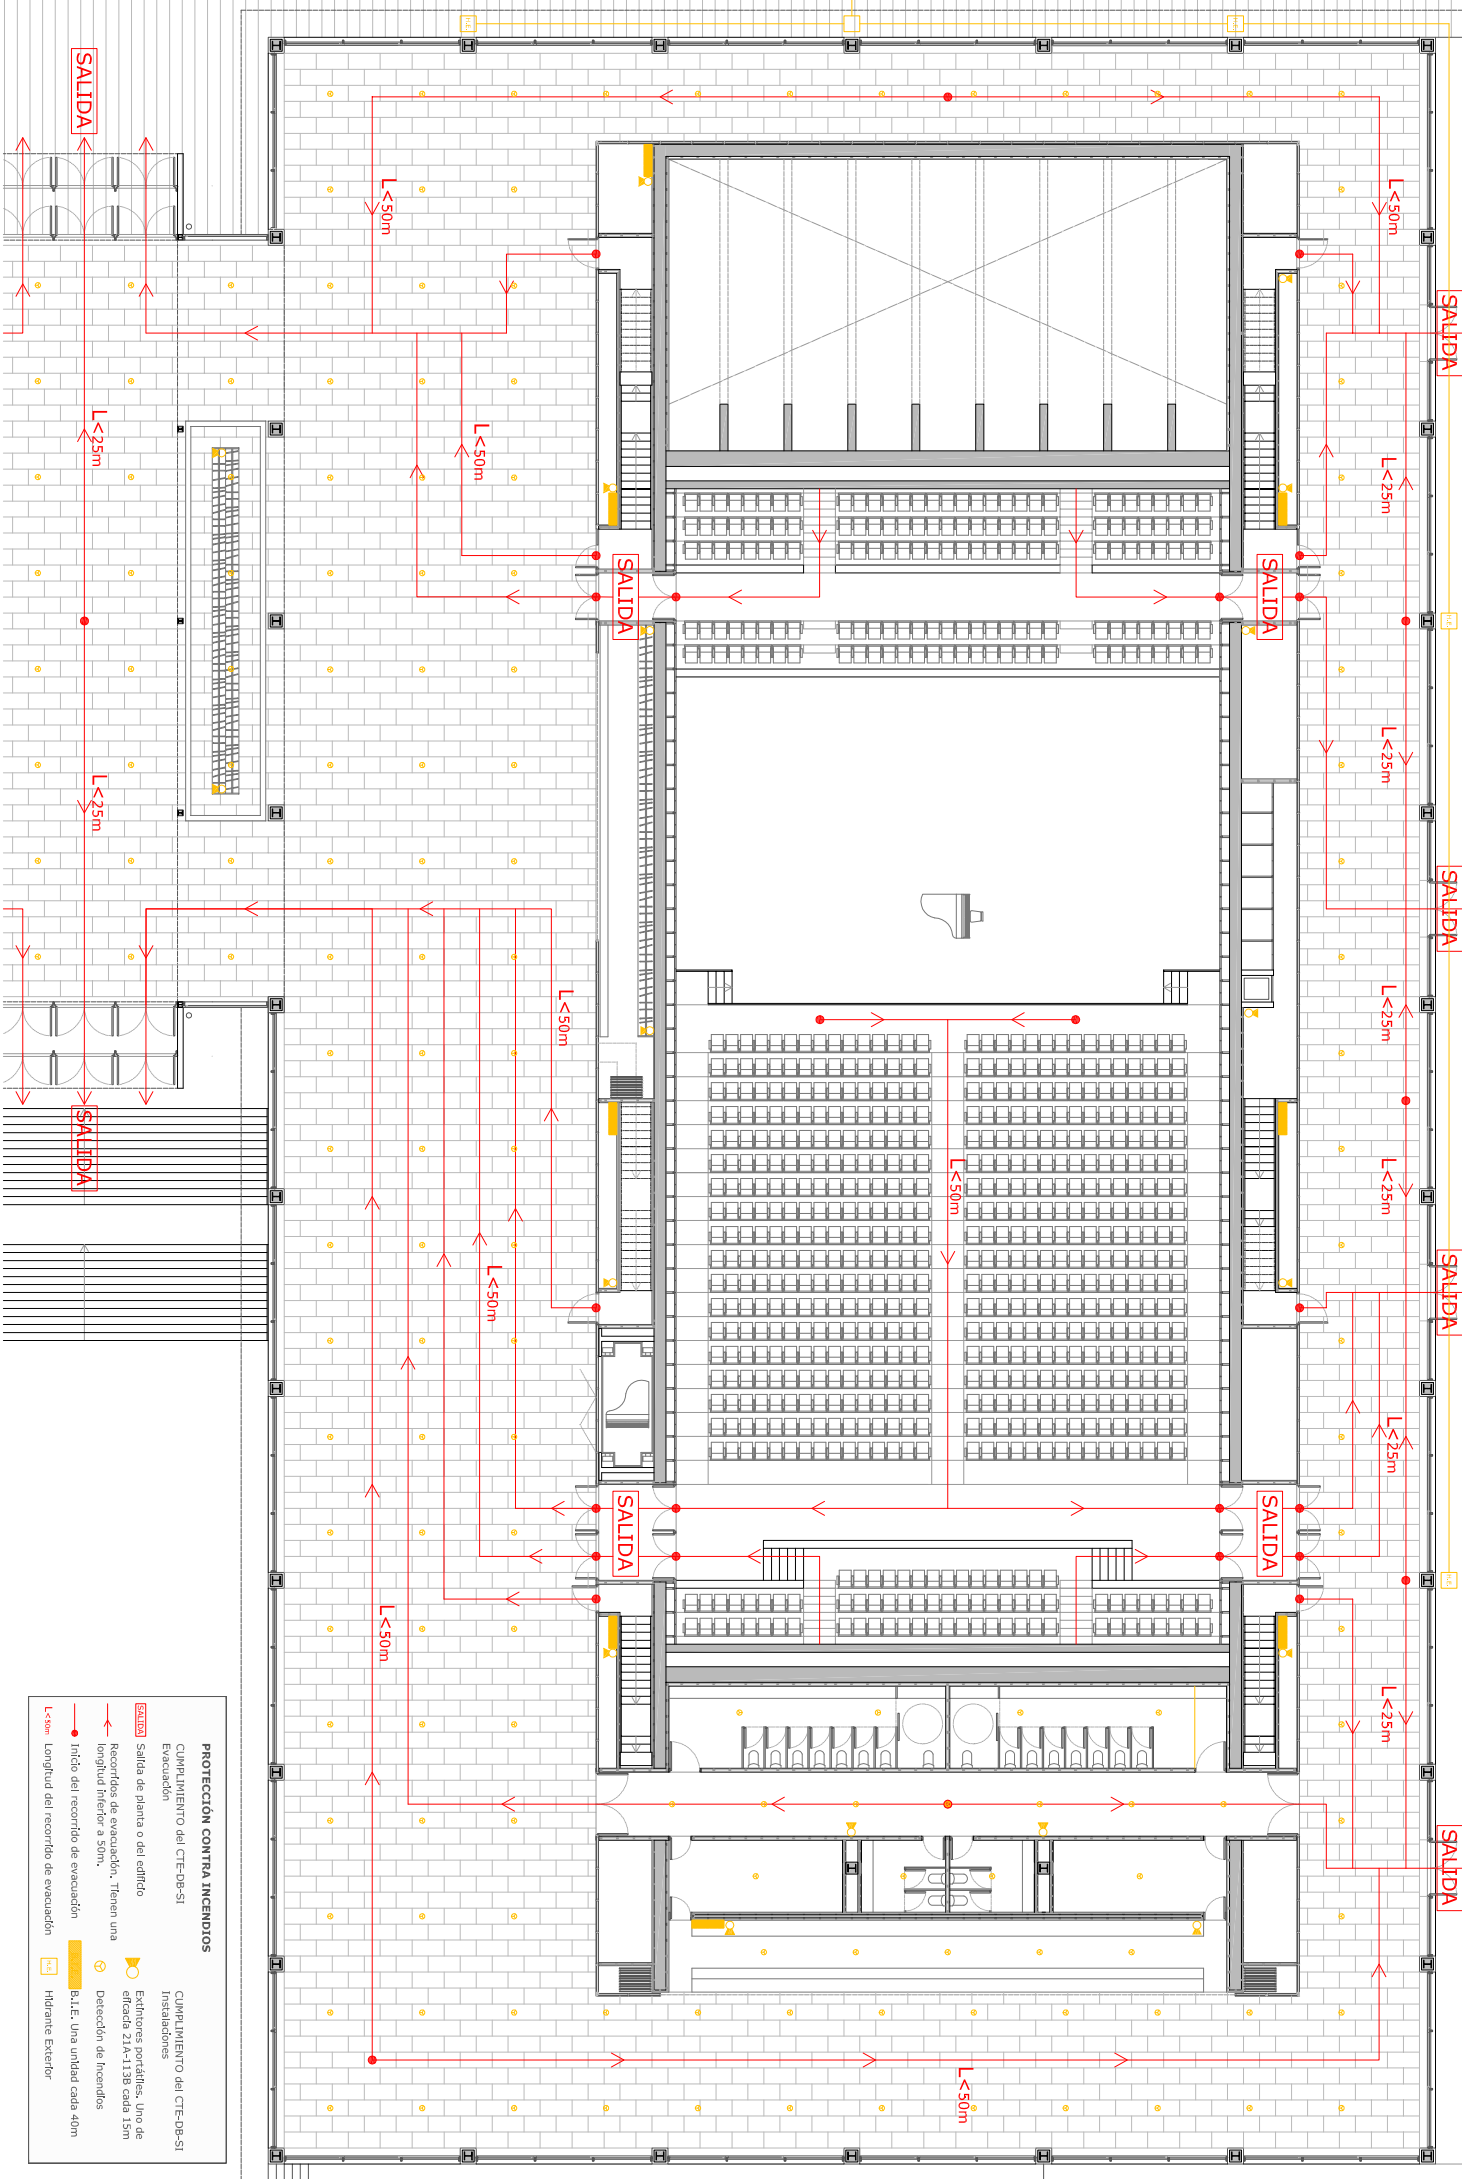 SALIDA
L<50m
L<50m
SALIDA
L<25m
L<50m
L<25m
SALIDA
SALIDA
L<25m
L<25m
SALIDA
L<50m
L<25m
SALIDA
L<50m
L<25m
SALIDA
L<50m
L<25m
SALIDA
SALIDA
L<50m
L<25m
SALIDA
L<50m
H.E.
H.E.
H.E.
H.E.
PROTECCIÓN CONTRA INCENDIOS
CUMPLIMIENTO del CTE-DB-SI
Evacuación
SALIDA Salida de planta o del edificio
Recorridos de evacuación. Tienen una
longitud inferior a 50m.
Inicio del recorrido de evacuación
L<50m Longitud del recorrido de evacuación
CUMPLIMIENTO del CTE-DB-SI
Instalaciones
Extintores portátiles. Uno de
eficacia 21A-113B cada 15m
Detección de incendios
B.I.E. Una unidad cada 40m
H.E. Hidrante Exterior